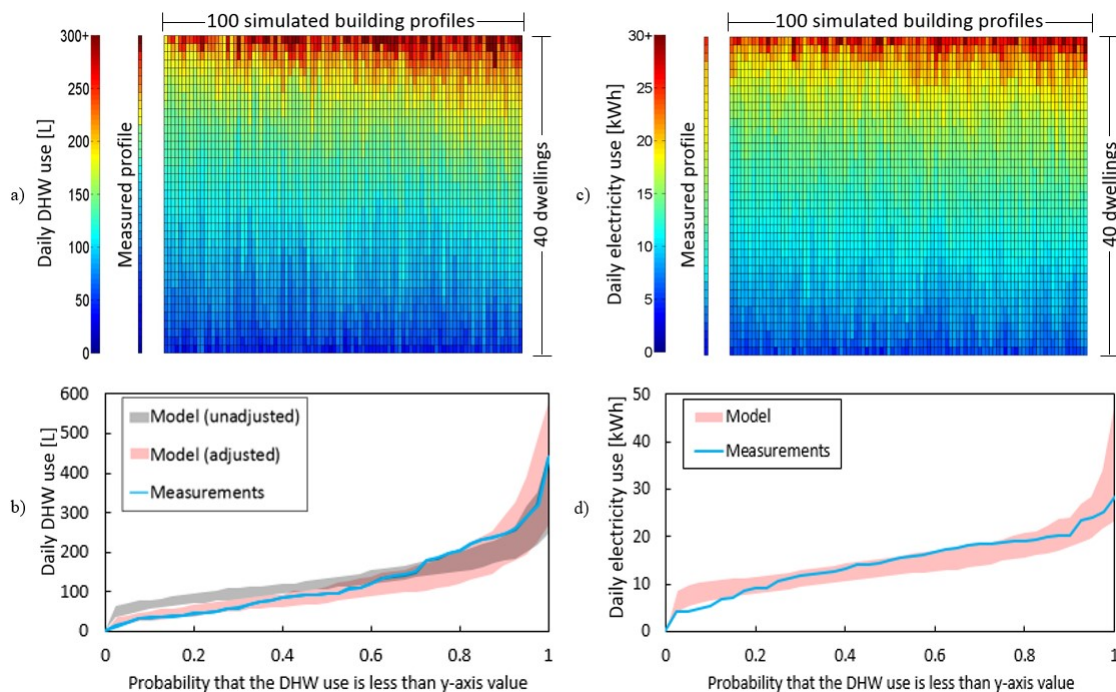 100 simulated building profiles
100 simulated building profiles
a)
Daily DHW use [L]
300+
250
200
150
100
50
0
Measured profile
40 dwellings
c)
Daily electricity use [kWh]
30+
25
20
15
10
5
0
Measured profile
40 dwellings
b)
Daily DHW use [L]
600
500
400
300
200
100
0
Model (unadjusted)
Model (adjusted)
Measurements
0
0.2
0.4
0.6
0.8
1
Probability that the DHW use is less than y-axis value
d)
Daily electricity use [kWh]
50
40
30
20
10
0
Model
Measurements
0
0.2
0.4
0.6
0.8
1
Probability that the DHW use is less than y-axis value